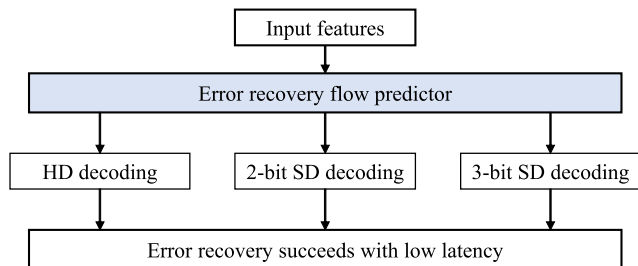 Input features
Error recovery flow predictor
HD decoding
2-bit SD decoding
3-bit SD decoding
Error recovery succeeds with low latency